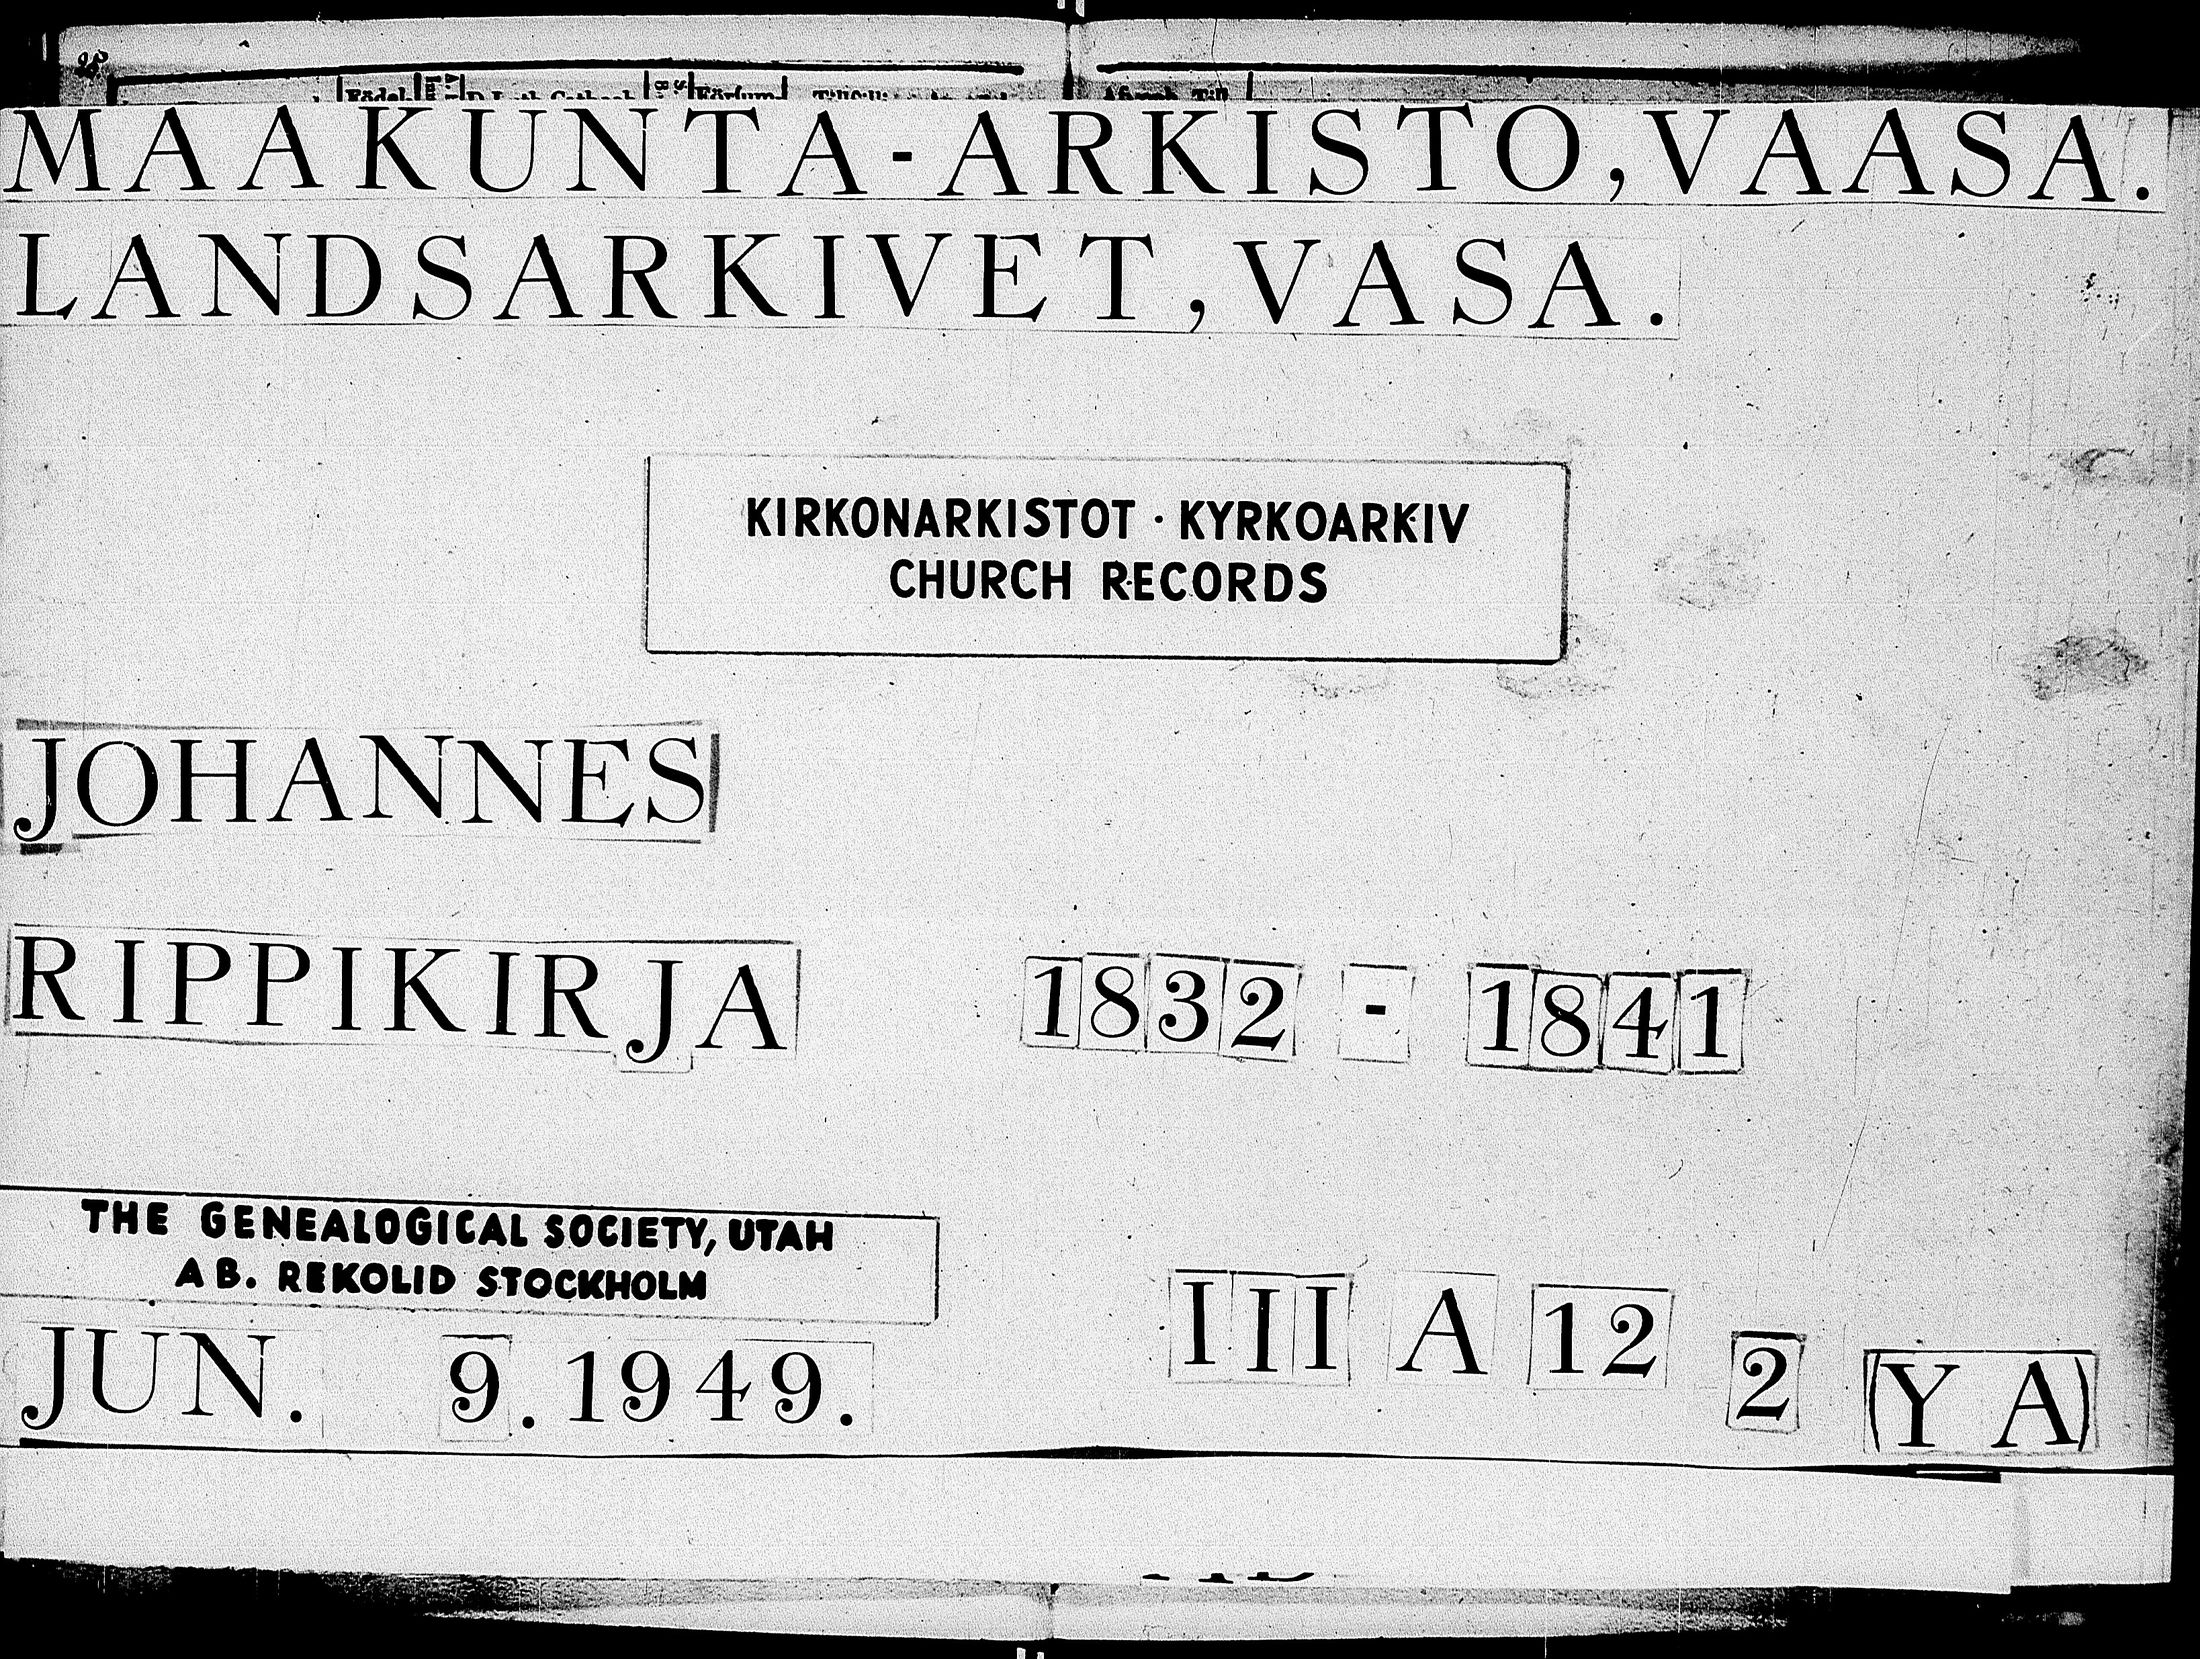 MAAKUNTA-ARKISTO, VAASA.
LANDSARKIVET, VASA.
KIRKONARKISTOT · KYRKOARKIV
CHURCH RECORDS
JOHANNES
RIPPIKIRJA 1832 - 1841
THE GENEALOGICAL SOCIETY, UTAH
AB. REKOLID STOCKHOLM
JUN. 9. 1949. III A 12 2 (YA)